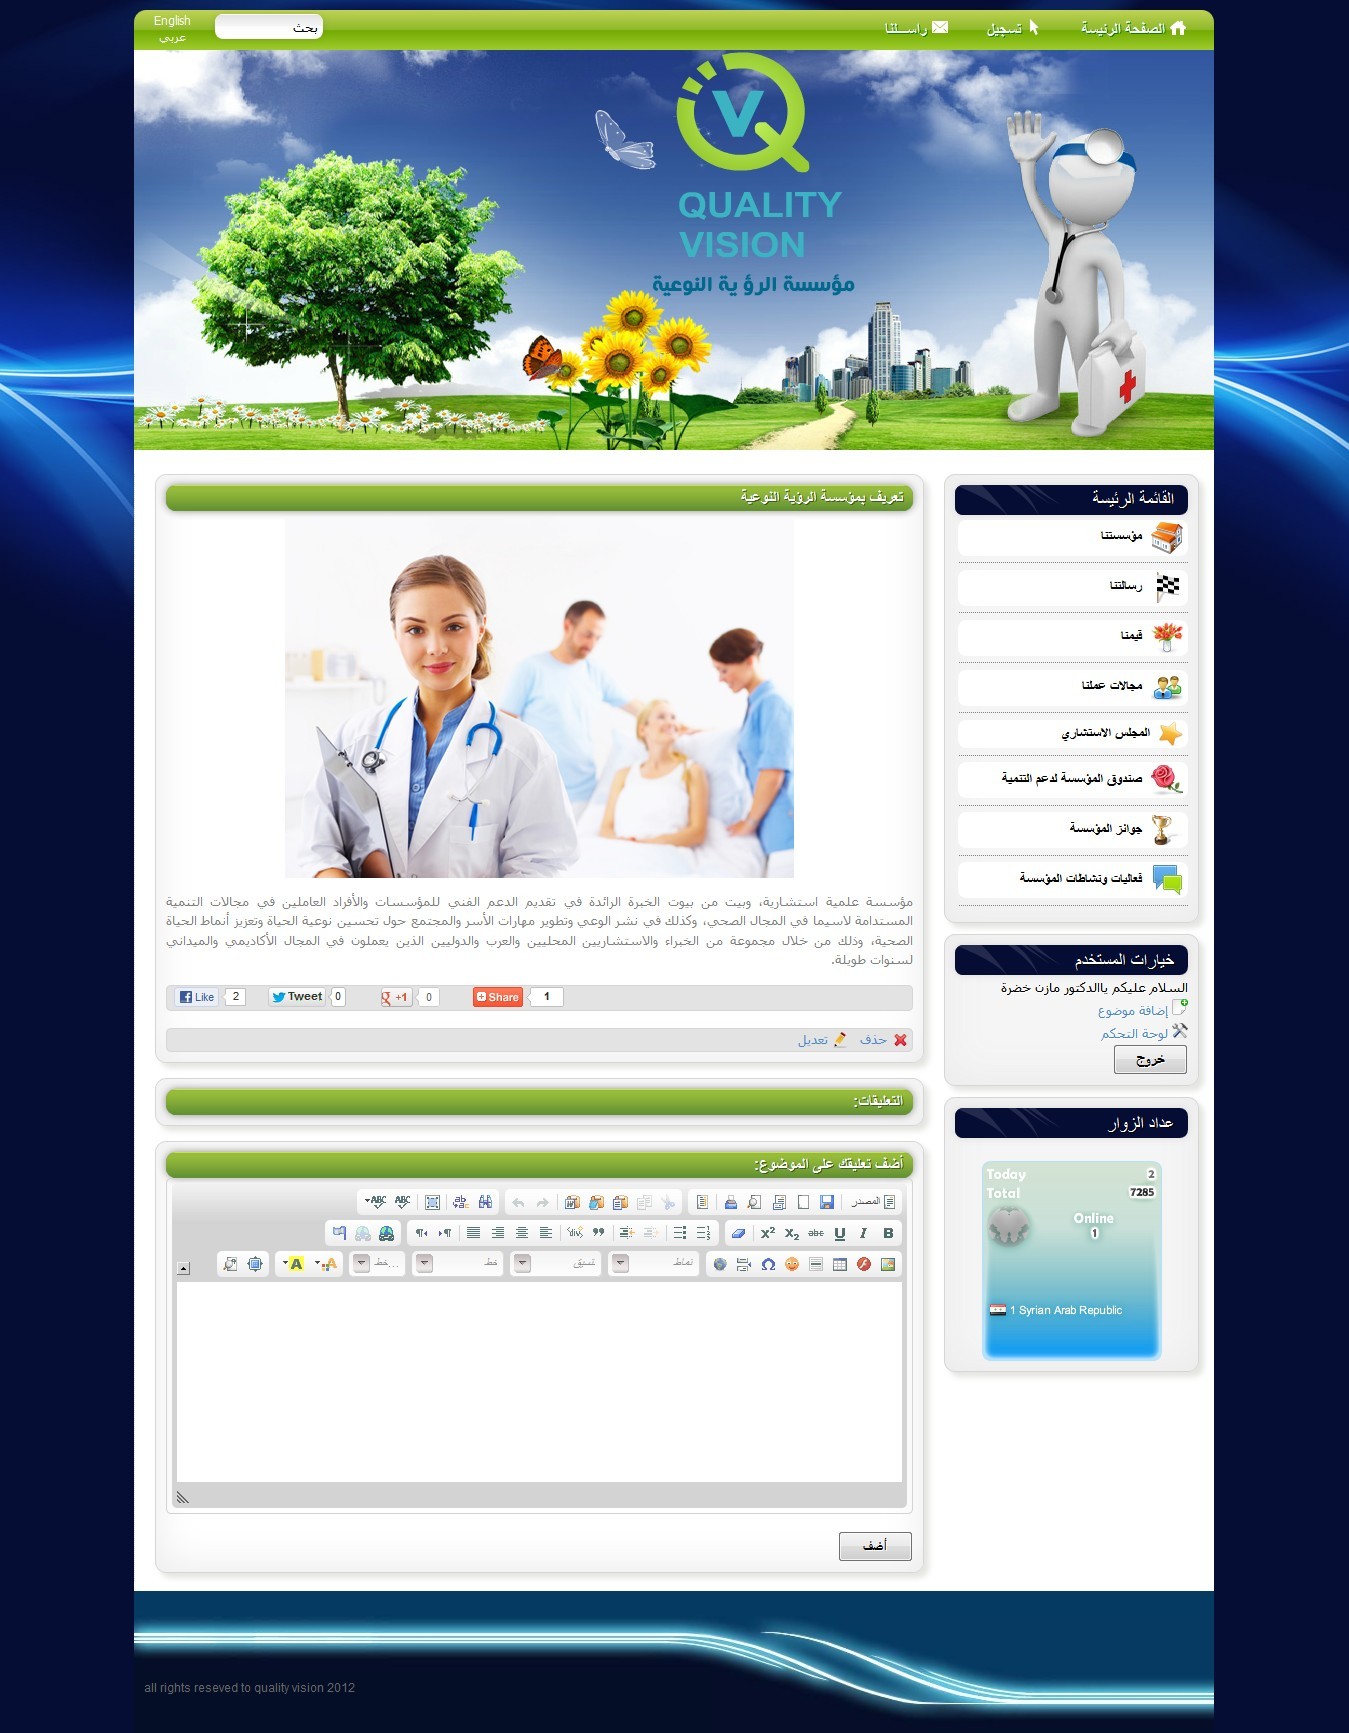 English
عربي
بحث
الصفحة الرئيسة
تسجيل
راســلنا
QUALITY
VISION
مؤسسة الرؤية النوعية
القائمة الرئيسة
مؤسستنا
رسالتنا
قيمنا
مجالات عملنا
المجلس الاستشاري
صندوق المؤسسة لدعم التنمية
جوائز المؤسسة
فعاليات ونشاطات المؤسسة
خيارات المستخدم
السلام عليكم ياالدكتور مازن خضرة
إضافة موضوع
لوحة التحكم
خروج
عداد الزوار
Today 2
Total 7285
Online
1
1 Syrian Arab Republic
تعريف بمؤسسة الرؤية النوعية
مؤسسة علمية استشارية، وبيت من بيوت الخبرة الرائدة في تقديم الدعم الفني للمؤسسات والأفراد العاملين في مجالات التنمية
المستدامة لاسيما في المجال الصحي، وكذلك في نشر الوعي وتطوير مهارات الأسر والمجتمع حول تحسين نوعية الحياة وتعزيز أنماط الحياة
الصحية، وذلك من خلال مجموعة من الخبراء والاستشاريين المحليين والعرب والدوليين الذين يعملون في المجال الأكاديمي والميداني
لسنوات طويلة.
Like 2 Tweet 0 +1 0 Share 1
حذف تعديل
التعليقات:
أضف تعليقك على الموضوع:
المصدر
نماط تنسيق خط خط...
أضف
all rights reseved to quality vision 2012